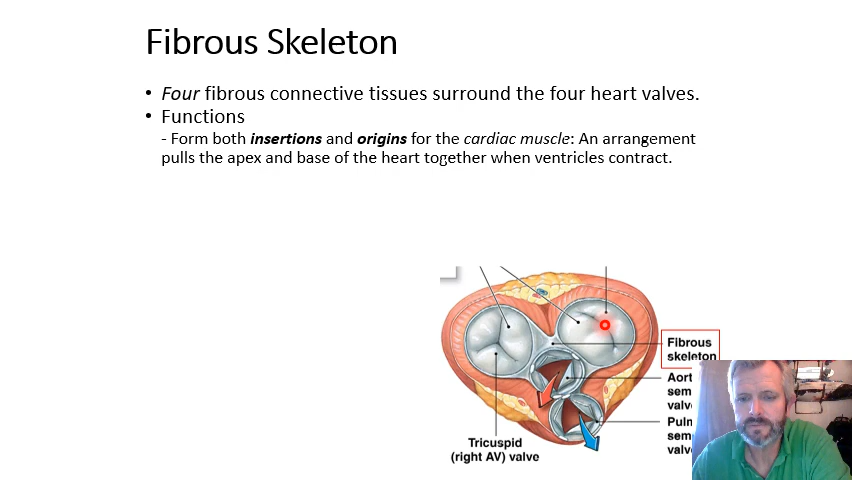 Fibrous Skeleton
• Four fibrous connective tissues surround the four heart valves.
• Functions
- Form both insertions and origins for the cardiac muscle: An arrangement
pulls the apex and base of the heart together when ventricles contract.
Fibrous
skeleton
Aort
sem
valv
Pulm
sem
valv
Tricuspid
(right AV) valve